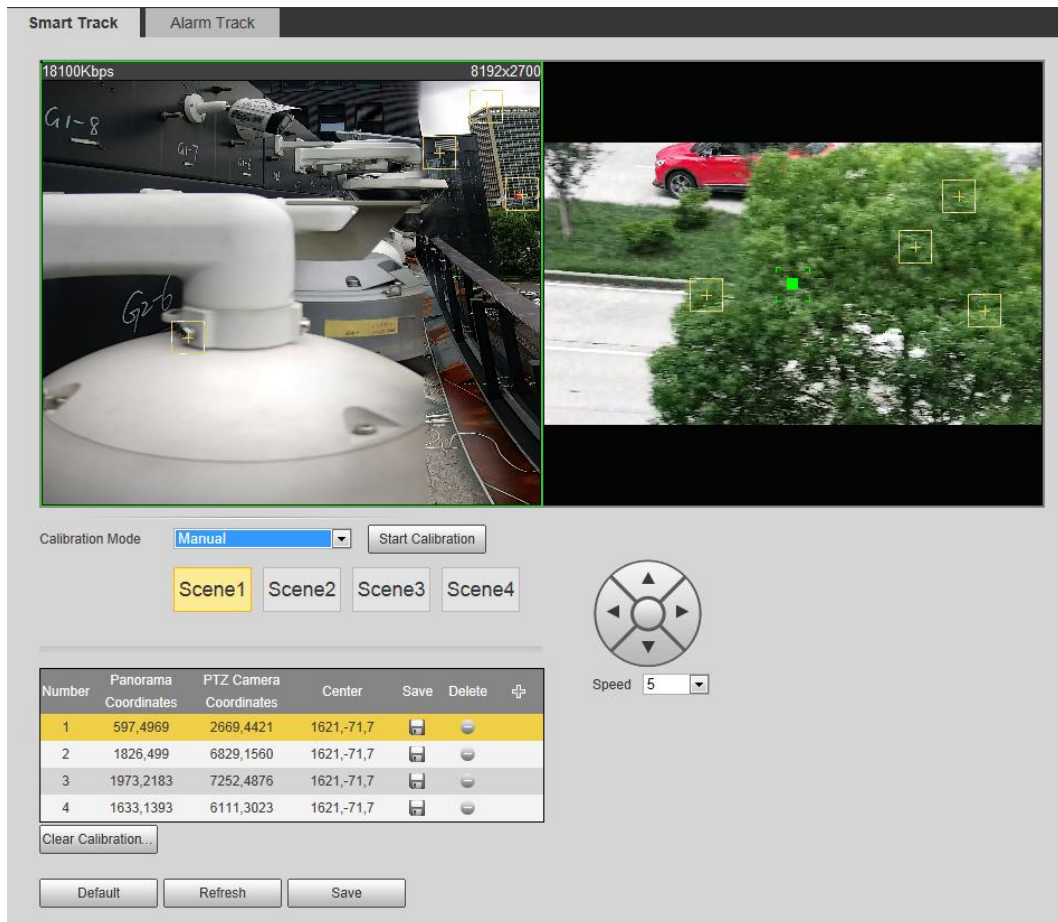 Smart Track Alarm Track
18100Kbps 8192x2700
G1-8
G1-7
G2-6
Calibration Mode Manual Start Calibration
Scene1 Scene2 Scene3 Scene4
Number Panorama Coordinates PTZ Camera Coordinates Center Save Delete
1 597,4969 2669,4421 1621,-71,7
2 1826,499 6829,1560 1621,-71,7
3 1973,2183 7252,4876 1621,-71,7
4 1633,1393 6111,3023 1621,-71,7
Speed 5
Clear Calibration...
Default Refresh Save